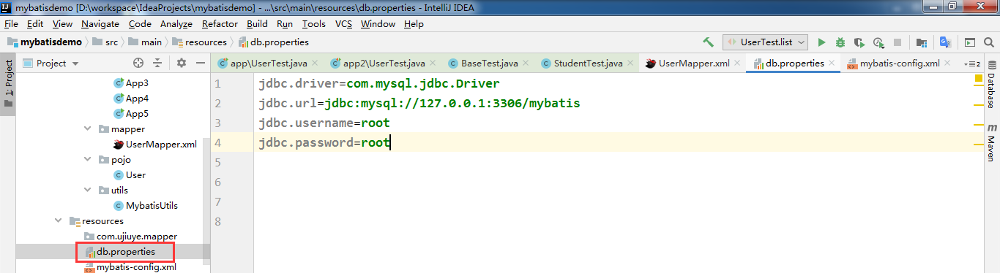 mybatisdemo [D:\workspace\IdeaProjects\mybatisdemo] - ...\src\main\resources\db.properties - IntelliJ IDEA
File Edit View Navigate Code Analyze Refactor Build Run Tools VCS Window Help
mybatisdemo src main resources db.properties UserTest.list
Project app\UserTest.java app2\UserTest.java BaseTest.java StudentTest.java UserMapper.xml db.properties mybatis-config.xml 2
1: Project
App3
App4
App5
mapper
UserMapper.xml
pojo
User
utils
MybatisUtils
resources
com.ujiuye.mapper
db.properties
mybatis-config.xml
1 jdbc.driver=com.mysql.jdbc.Driver
2 jdbc.url=jdbc:mysql://127.0.0.1:3306/mybatis
3 jdbc.username=root
4 jdbc.password=root
5
6
7
8
Database
m Maven